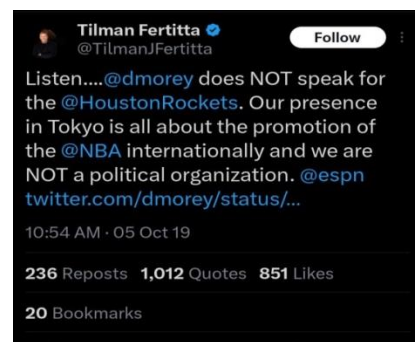 Tilman Fertitta
@TilmanJFertitta
Follow
Listen....@dmorey does NOT speak for
the @HoustonRockets. Our presence
in Tokyo is all about the promotion of
the @NBA internationally and we are
NOT a political organization. @espn
twitter.com/dmorey/status/...
10:54 AM · 05 Oct 19
236 Reposts 1,012 Quotes 851 Likes
20 Bookmarks